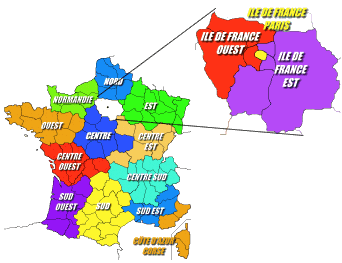 ILE DE FRANCE
PARIS
ILE DE FRANCE
OUEST
ILE DE
FRANCE
EST
NORD
NORMANDIE
EST
OUEST
CENTRE
CENTRE
EST
CENTRE
OUEST
CENTRE SUD
SUD
OUEST
SUD
SUD EST
CÔTE D'AZUR
CORSE